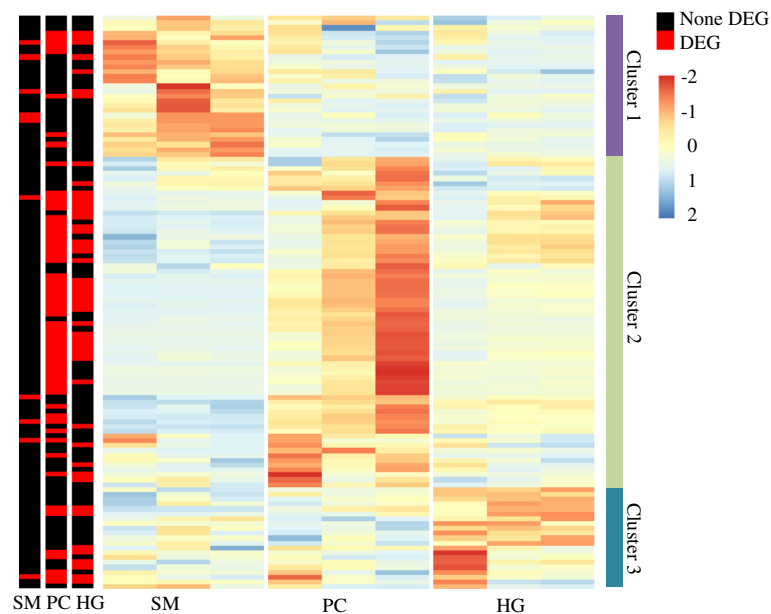 None DEG
DEG
-2
-1
0
1
2
Cluster 1
Cluster 2
Cluster 3
SM PC HG
SM PC HG